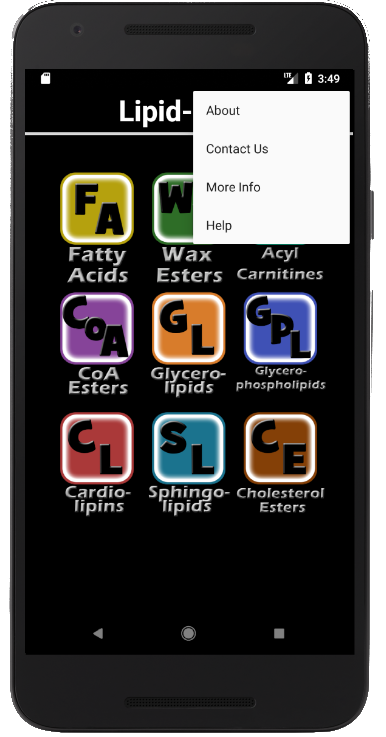 LTE 3:49
Lipid-
About
Contact Us
More Info
Help
FA
W
Fatty
Acids
Wax
Esters
Acyl
Carnitines
CoA
GL
GPL
CoA
Esters
Glycero-
lipids
Glycero-
phospholipids
CL
SL
CE
Cardio-
lipins
Sphingo-
lipids
Cholesterol
Esters